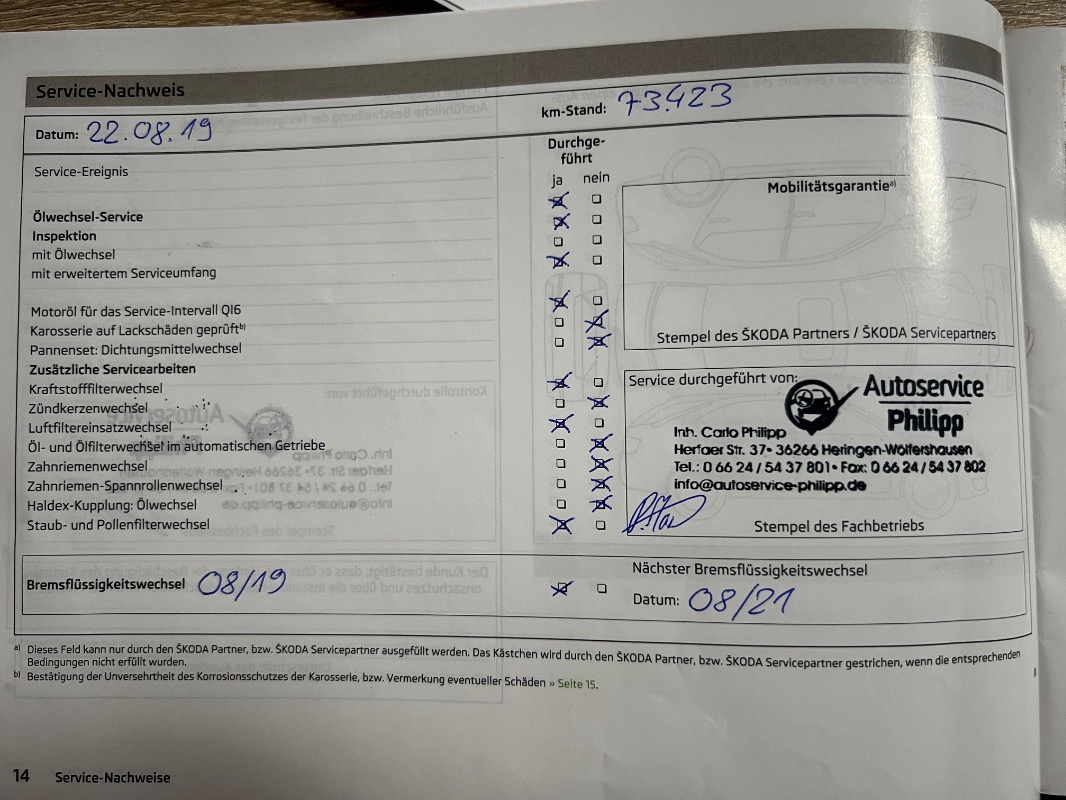 Service-Nachweis
Datum: 22.08.19
km-Stand: 73.423
Durchge-
führt
ja nein
Service-Ereignis
Ölwechsel-Service
Inspektion
mit Ölwechsel
mit erweitertem Serviceumfang
Motoröl für das Service-Intervall QI6
Karosserie auf Lackschäden geprüft b)
Pannenset: Dichtungsmittelwechsel
Zusätzliche Servicearbeiten
Kraftstofffilterwechsel
Zündkerzenwechsel
Luftfiltereinsatzwechsel
Öl- und Ölfilterwechsel im automatischen Getriebe
Zahnriemenwechsel
Zahnriemen-Spannrollenwechsel
Haldex-Kupplung: Ölwechsel
Staub- und Pollenfilterwechsel
Mobilitätsgarantie a)
Stempel des ŠKODA Partners / ŠKODA Servicepartners
Service durchgeführt von:
Autoservice
Philipp
Inh. Carlo Philipp
Herfaer Str. 37 • 36266 Heringen-Wölfershausen
Tel.: 0 66 24 / 54 37 801 • Fax: 0 66 24 / 54 37 802
info@autoservice-philipp.de
Stempel des Fachbetriebs
Bremsflüssigkeitswechsel 08/19
Nächster Bremsflüssigkeitswechsel
Datum: 08/21
a) Dieses Feld kann nur durch den ŠKODA Partner, bzw. ŠKODA Servicepartner ausgefüllt werden. Das Kästchen wird durch den ŠKODA Partner, bzw. ŠKODA Servicepartner gestrichen, wenn die entsprechenden
Bedingungen nicht erfüllt wurden.
b) Bestätigung der Unversehrtheit des Korrosionsschutzes der Karosserie, bzw. Vermerkung eventueller Schäden » Seite 15.
14 Service-Nachweise